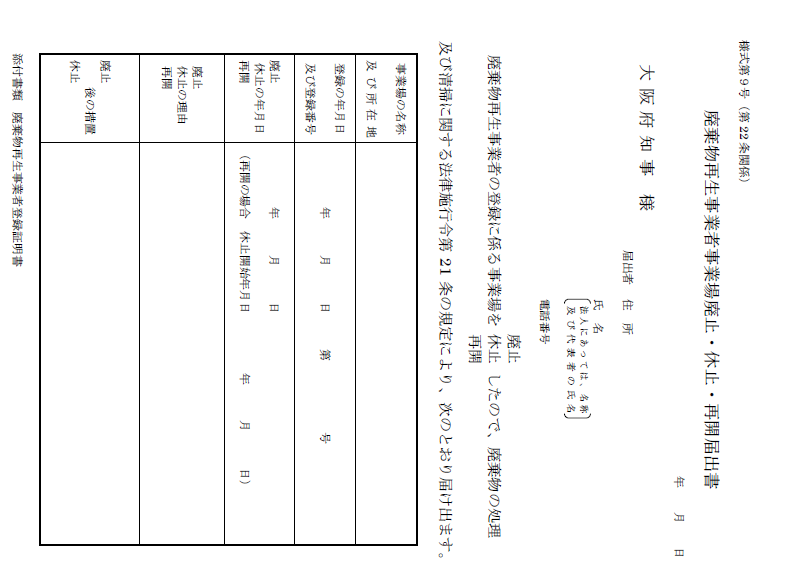 様式第9号（第22条関係）
廃棄物再生事業者事業場廃止・休止・再開届出書
年　月　日
大阪府知事　様
届出者　住　所
氏　名
（法人にあっては、名称
及び代表者の氏名）
電話番号
廃止
廃棄物再生事業者の登録に係る事業場を　休止　したので、廃棄物の処理
再開
及び清掃に関する法律施行令第21条の規定により、次のとおり届け出ます。
事業場の名称
及び所在地
登録の年月日
及び登録番号
年　月　日　第　号
廃止
休止の年月日
再開
年　月　日
（再開の場合　休止開始年月日　年　月　日）
廃止
休止の理由
再開
廃止
後の措置
休止
添付書類　廃棄物再生事業者登録証明書